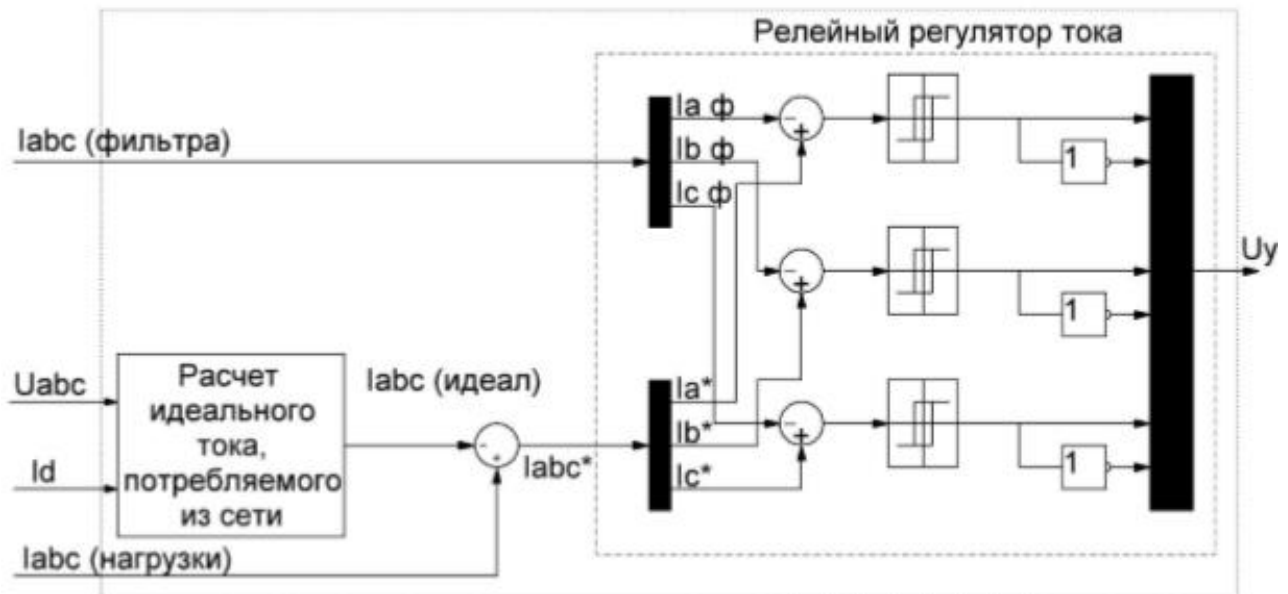 Релейный регулятор тока
Iabc (фильтра)
Ia ф
Ib ф
Ic ф
1
1
1
Uy
Uabc
Id
Расчет
идеального
тока,
потребляемого
из сети
Iabc (идеал)
Iabc*
Ia*
Ib*
Ic*
Iabc (нагрузки)